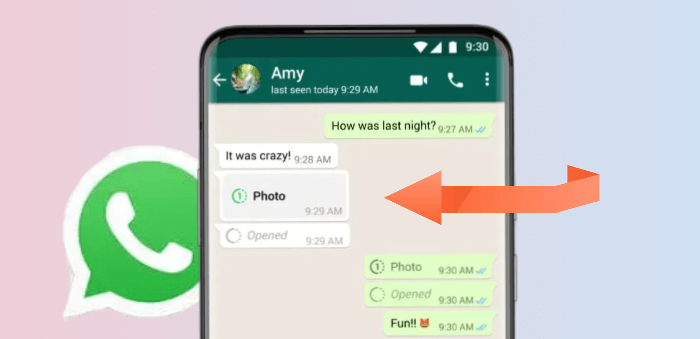 9:30
Amy
last seen today 9:29 AM
How was last night? 9:27 AM
It was crazy! 9:28 AM
1 Photo
9:29 AM
Opened 9:29 AM
1 Photo 9:30 AM
Opened 9:30 AM
Fun!! 😈 9:30 AM